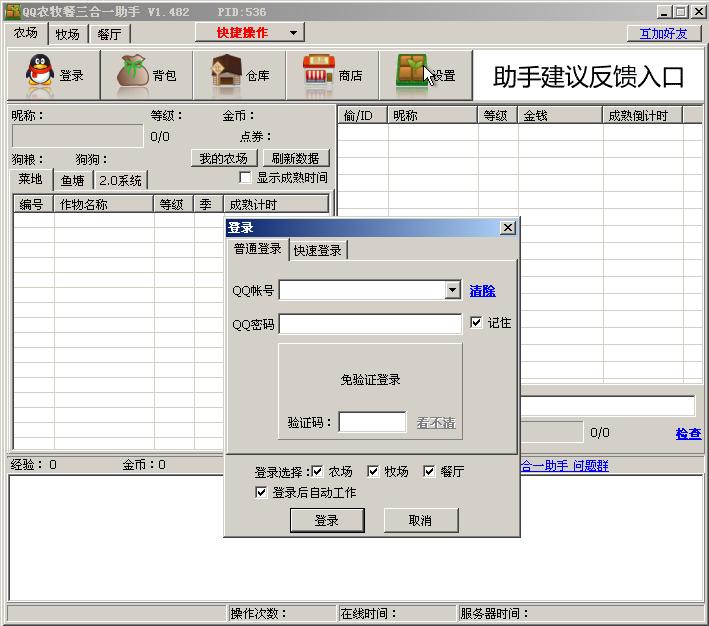 QQ农牧餐三合一助手 V1.482 PID:536
农场 牧场 餐厅 快捷操作 互加好友
登录 背包 仓库 商店 设置 助手建议反馈入口
昵称： 等级： 金币：
0/0 点券：
狗粮： 狗狗： 我的农场 刷新数据
菜地 鱼塘 2.0系统 显示成熟时间
编号 作物名称 等级 季 成熟计时
偷/ID 昵称 等级 金钱 成熟倒计时
登录
普通登录 快速登录
QQ帐号 清除
QQ密码 记住
免验证登录
验证码： 看不清
登录选择： 农场 牧场 餐厅
登录后自动工作
登录 取消
0/0 检查
经验：0 金币：0 合一助手 问题群
操作次数： 在线时间： 服务器时间：